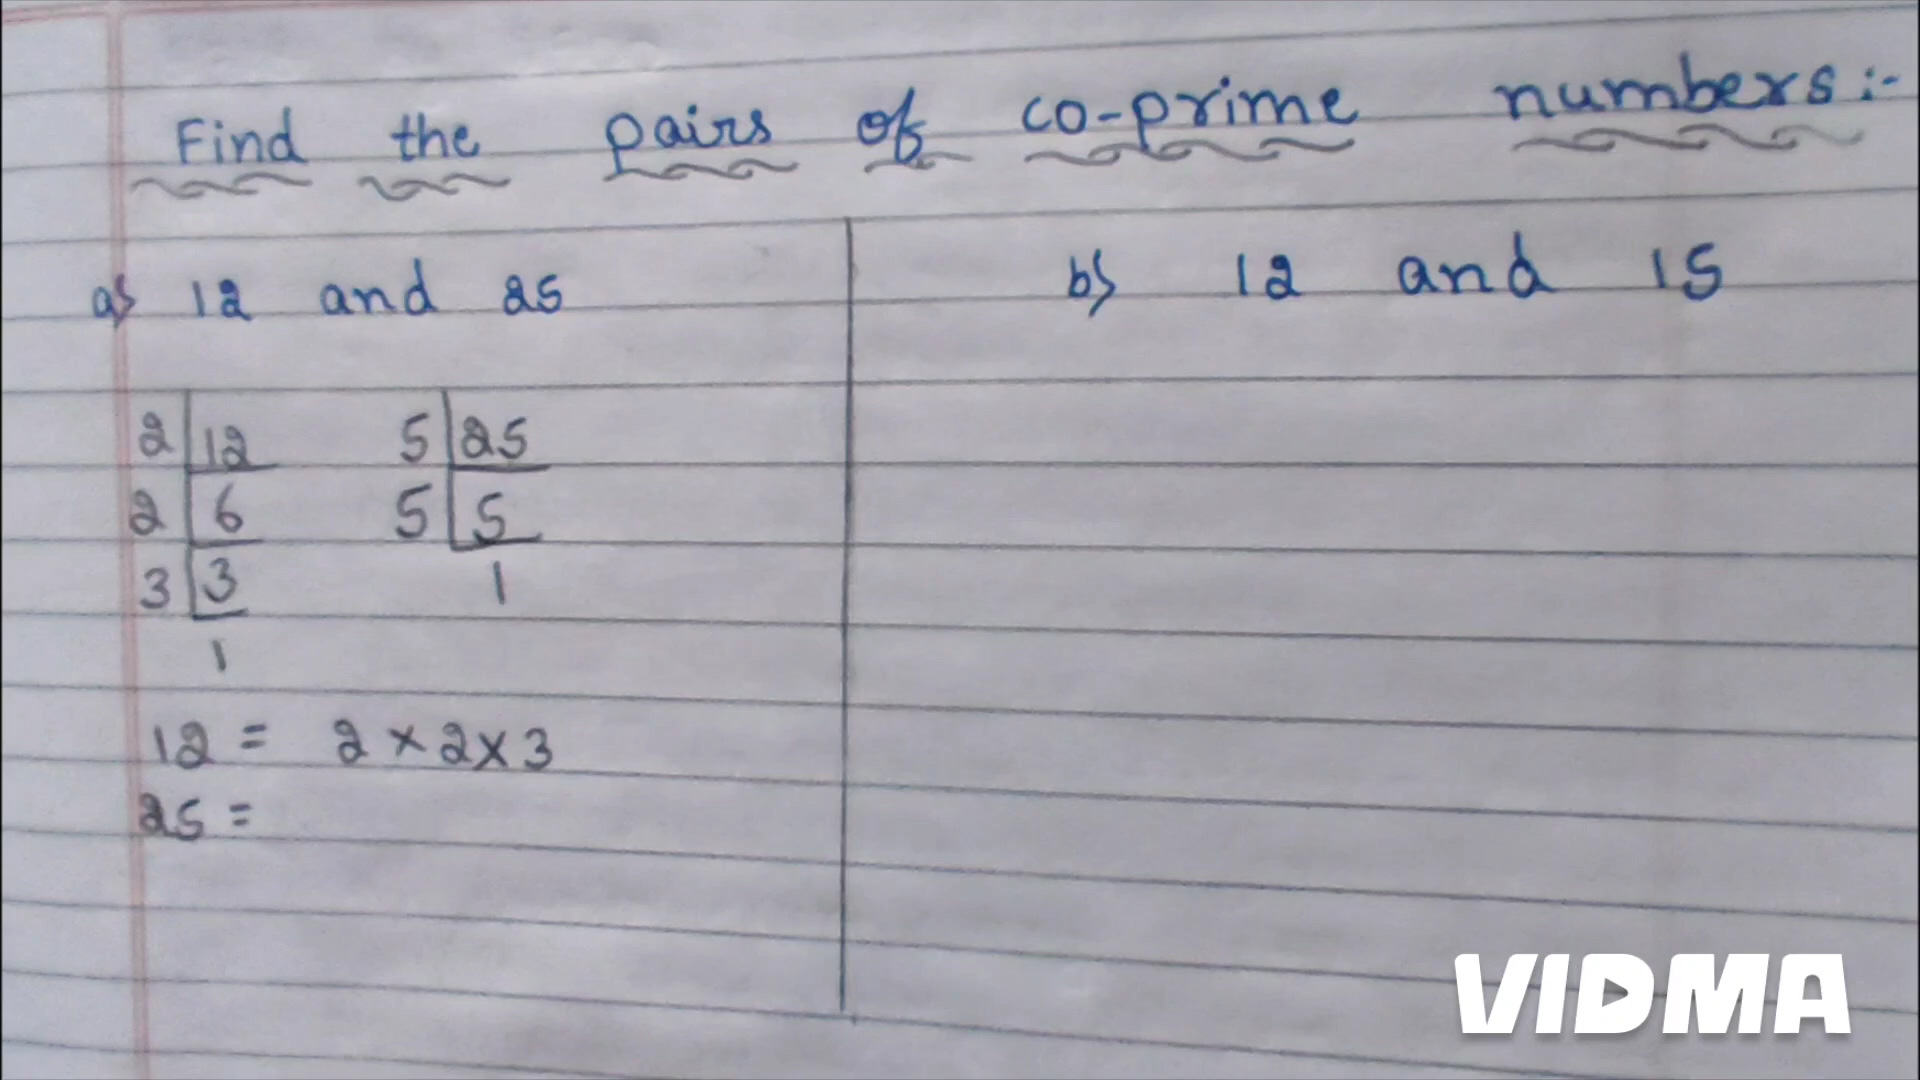 Find the pairs of co-prime numbers:-
a) 12 and 25
b) 12 and 15
2 | 12 5 | 25
2 | 6 5 | 5
3 | 3 1
1
12 = 2 × 2 × 3
25 =
VIDMA